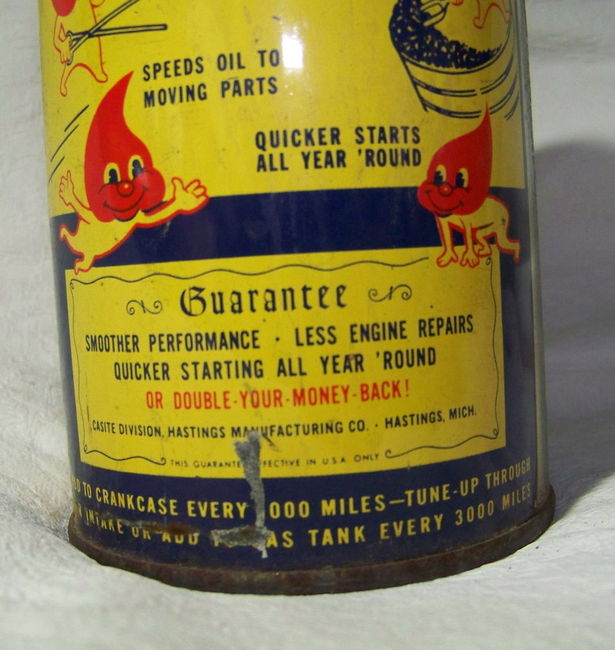 SPEEDS OIL TO
MOVING PARTS
QUICKER STARTS
ALL YEAR 'ROUND
Guarantee
SMOOTHER PERFORMANCE · LESS ENGINE REPAIRS
QUICKER STARTING ALL YEAR 'ROUND
OR DOUBLE-YOUR-MONEY-BACK!
CASITE DIVISION, HASTINGS MANUFACTURING CO. · HASTINGS, MICH.
THIS GUARANTEE EFFECTIVE IN U.S.A. ONLY
TO CRANKCASE EVERY 000 MILES—TUNE-UP THROUGH
INTAKE OR ADD AS TANK EVERY 3000 MILES